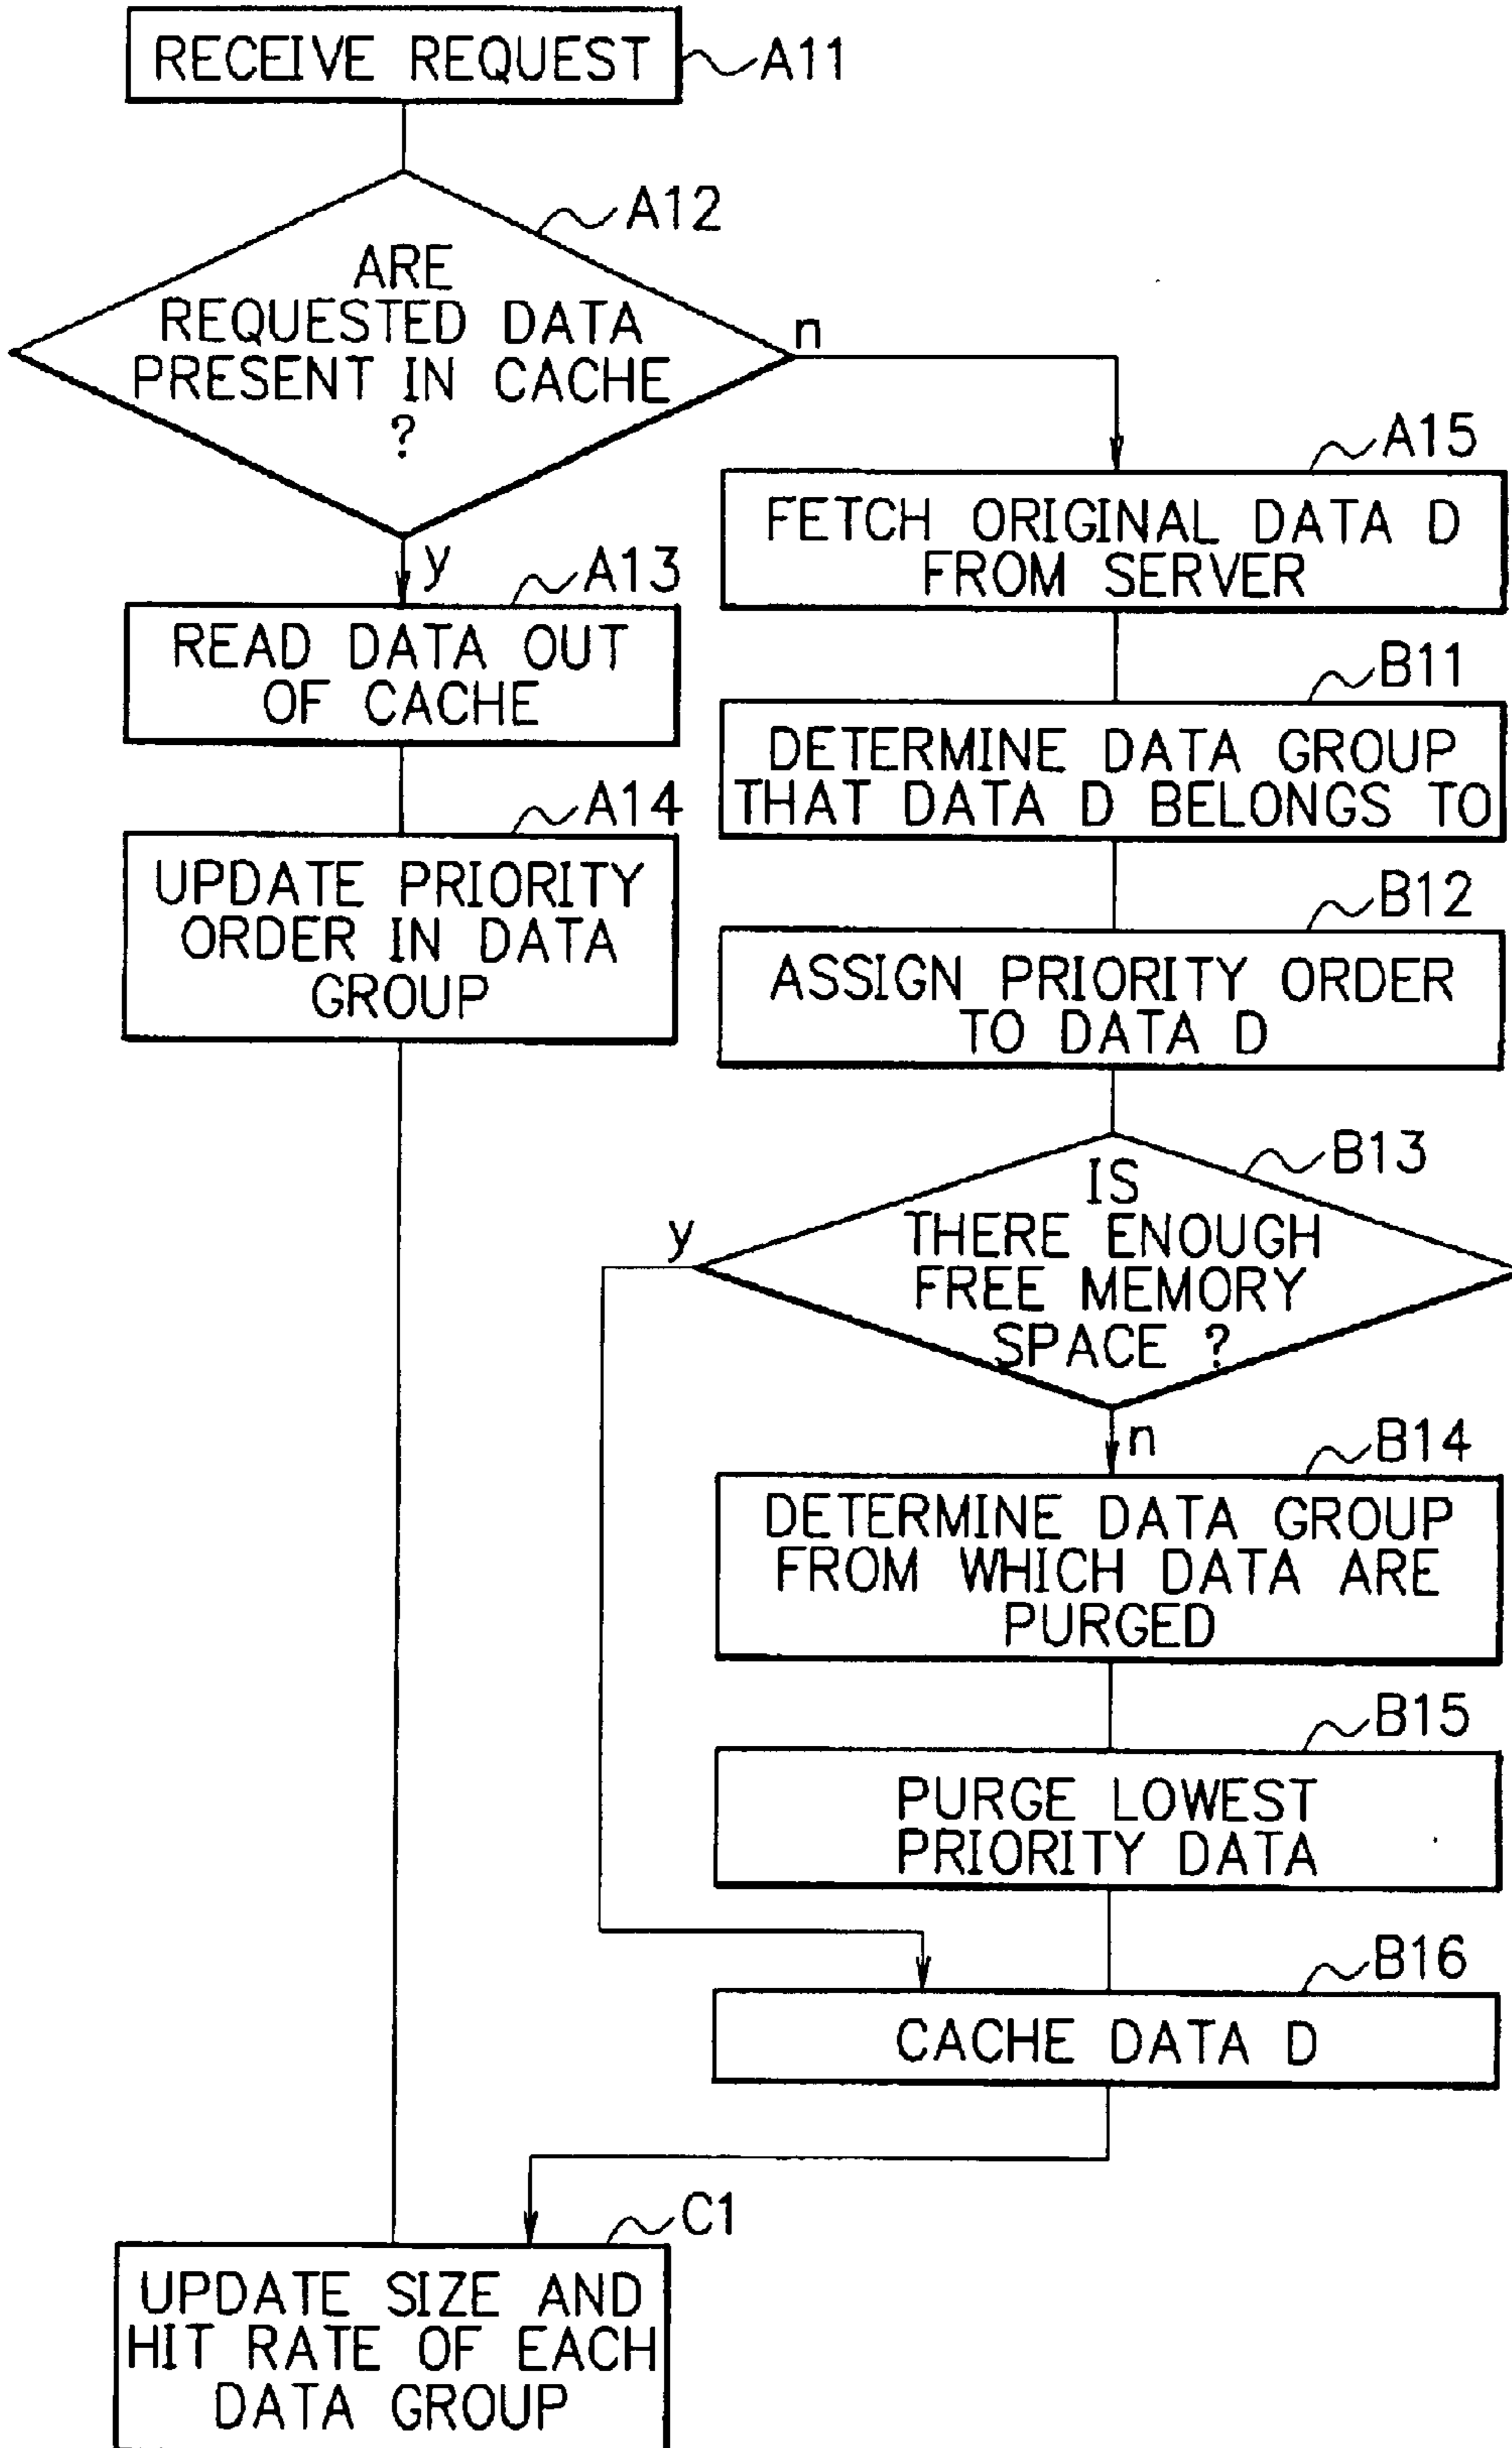 RECEIVE REQUEST
A11
A12
ARE
REQUESTED DATA
PRESENT IN CACHE
?
n
y
A13
READ DATA OUT
OF CACHE
A14
UPDATE PRIORITY
ORDER IN DATA
GROUP
A15
FETCH ORIGINAL DATA D
FROM SERVER
B11
DETERMINE DATA GROUP
THAT DATA D BELONGS TO
B12
ASSIGN PRIORITY ORDER
TO DATA D
B13
IS
THERE ENOUGH
FREE MEMORY
SPACE ?
y
n
B14
DETERMINE DATA GROUP
FROM WHICH DATA ARE
PURGED
B15
PURGE LOWEST
PRIORITY DATA
B16
CACHE DATA D
C1
UPDATE SIZE AND
HIT RATE OF EACH
DATA GROUP